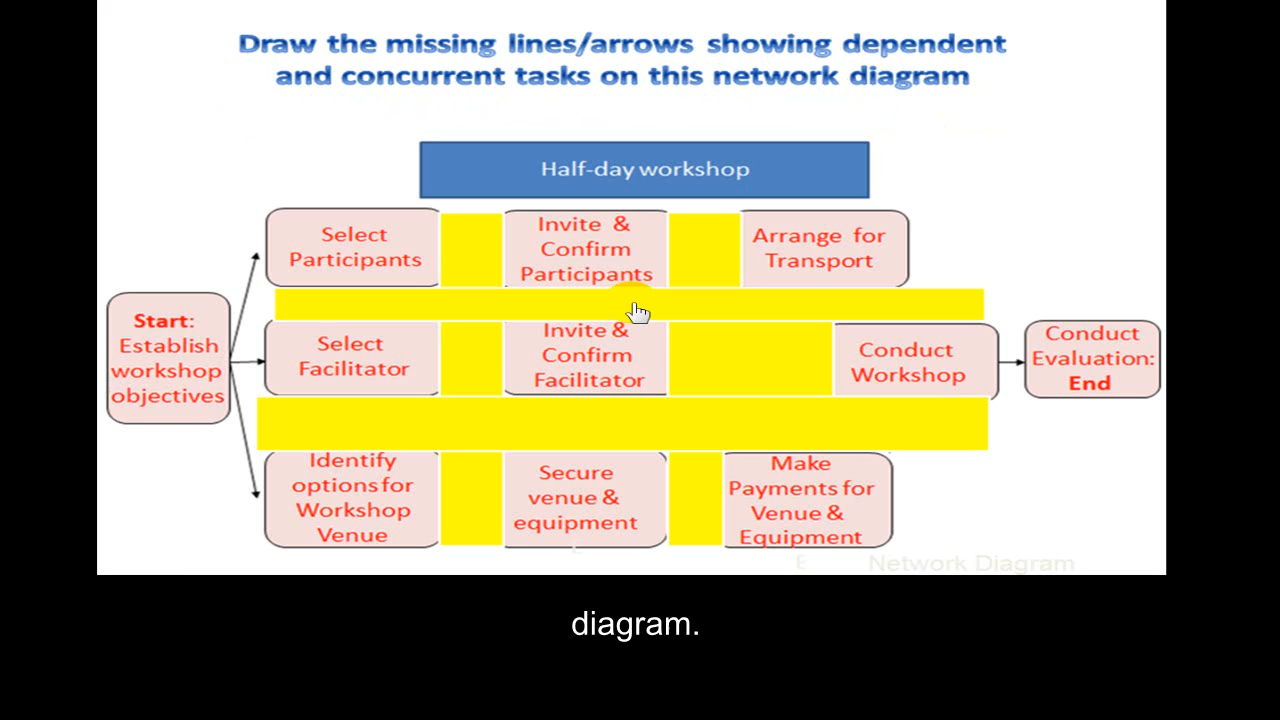 Draw the missing lines/arrows showing dependent
and concurrent tasks on this network diagram
Half-day workshop
Select
Participants
Invite &
Confirm
Participants
Arrange for
Transport
Start:
Establish
workshop
objectives
Select
Facilitator
Invite &
Confirm
Facilitator
Conduct
Workshop
Conduct
Evaluation:
End
Identify
options for
Workshop
Venue
Secure
venue &
equipment
Make
Payments for
Venue &
Equipment
E
Network Diagram
diagram.